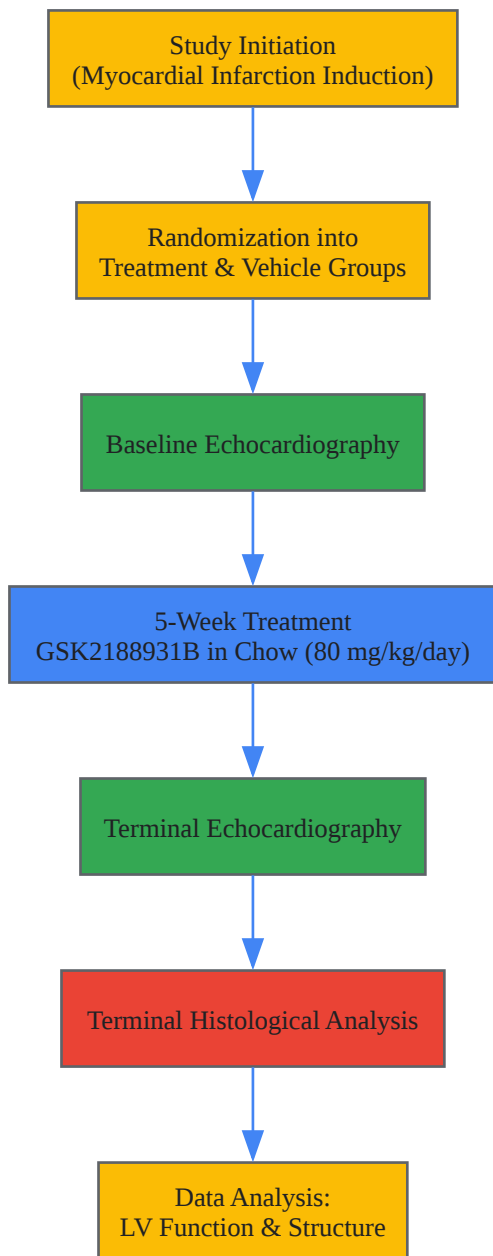 Study Initiation
(Myocardial Infarction Induction)
Randomization into
Treatment & Vehicle Groups
Baseline Echocardiography
5-Week Treatment
GSK2188931B in Chow (80 mg/kg/day)
Terminal Echocardiography
Terminal Histological Analysis
Data Analysis:
LV Function & Structure